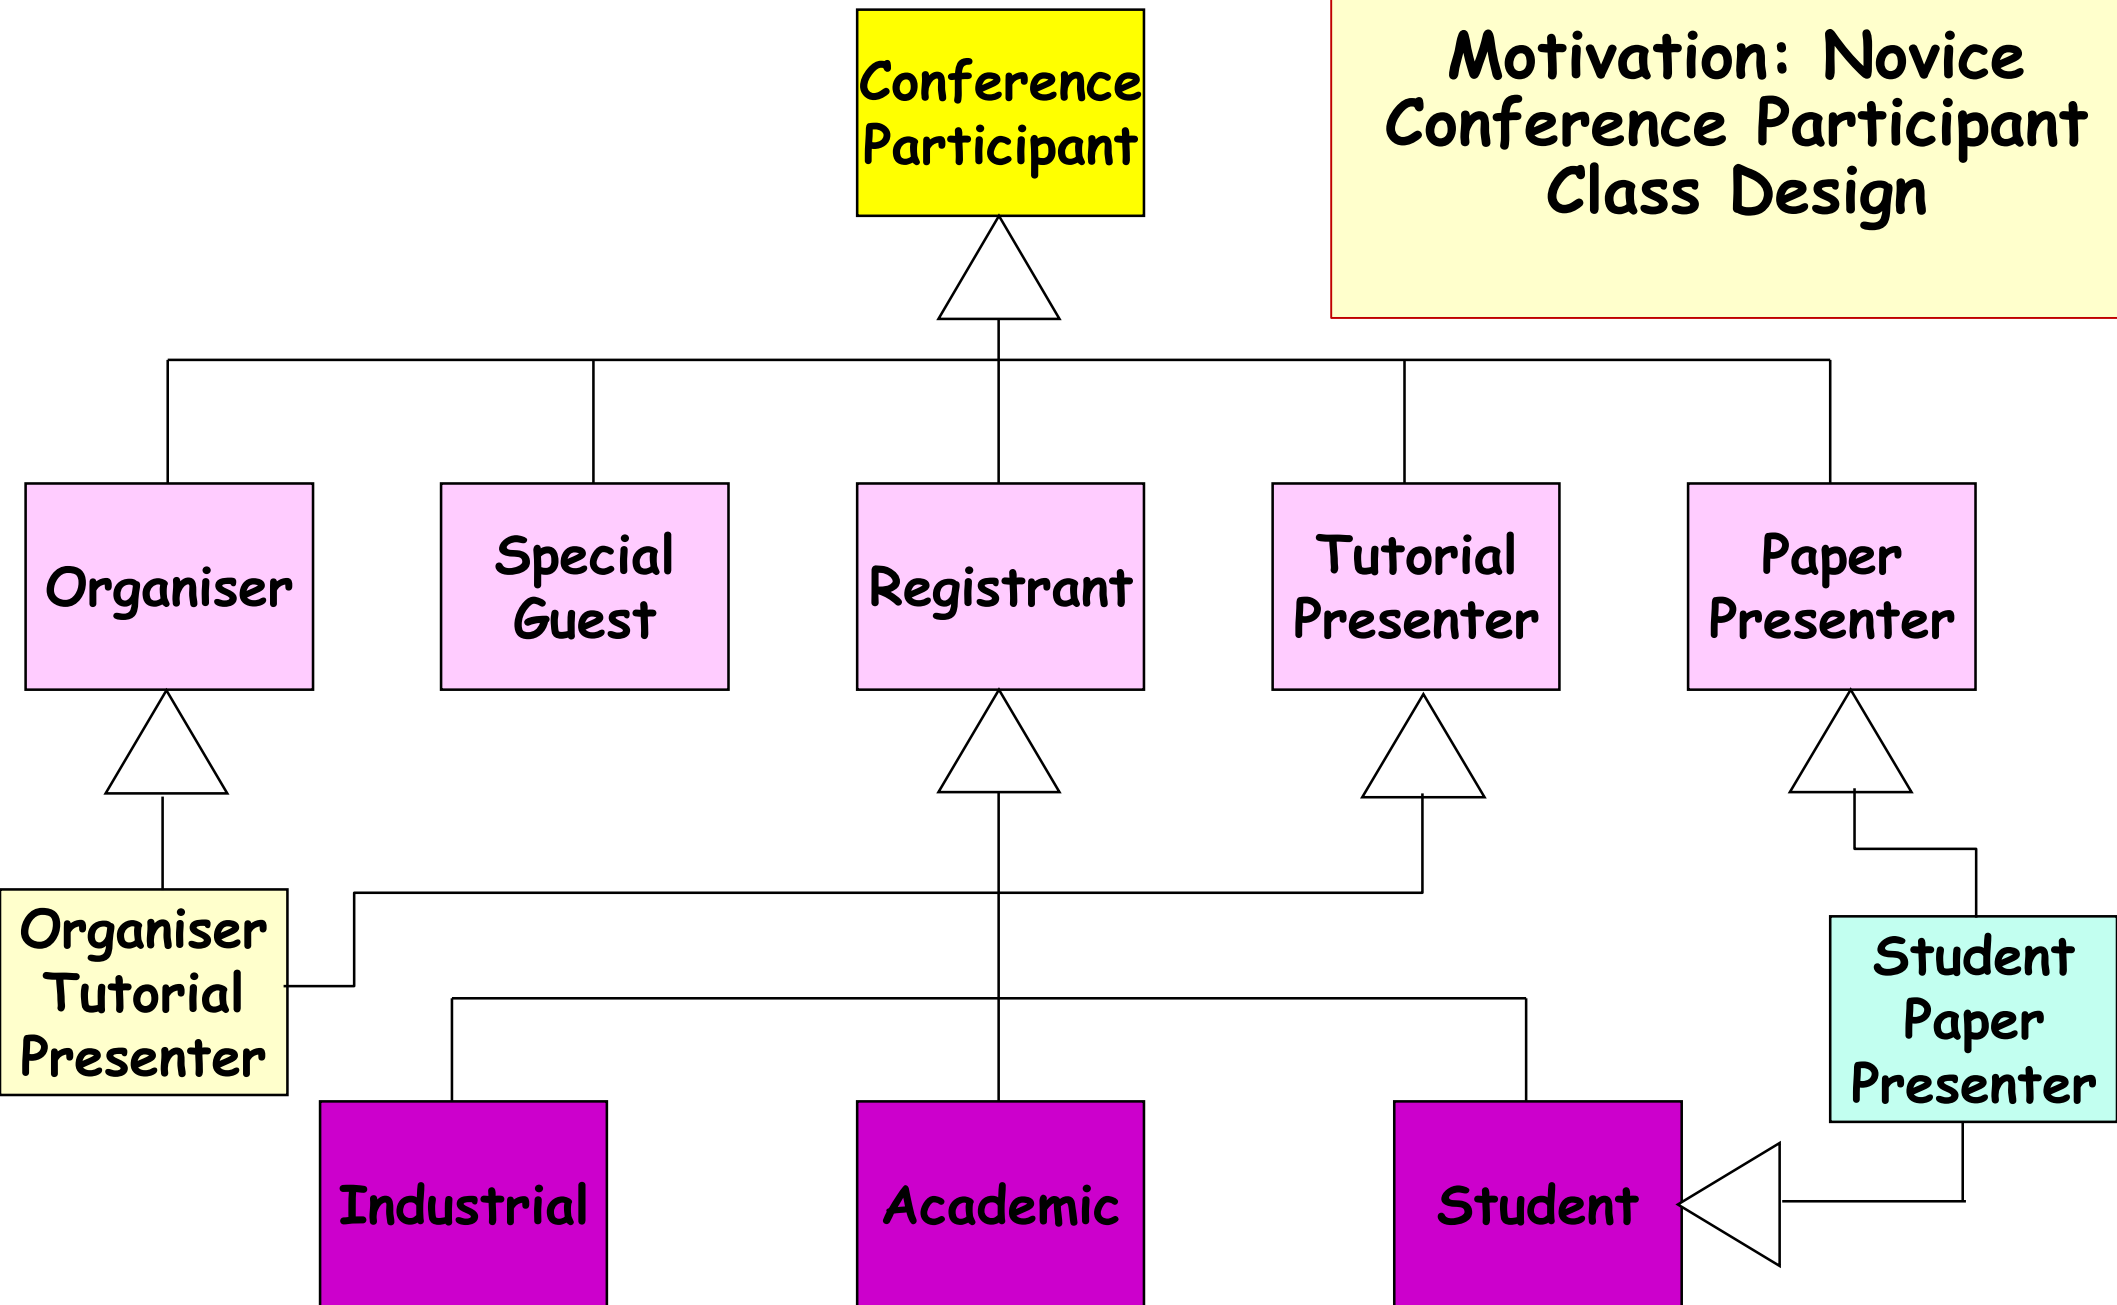 Conference
Participant
Motivation: Novice
Conference Participant
Class Design
Organiser
Special
Guest
Registrant
Tutorial
Presenter
Paper
Presenter
Organiser
Tutorial
Presenter
Student
Paper
Presenter
Industrial
Academic
Student